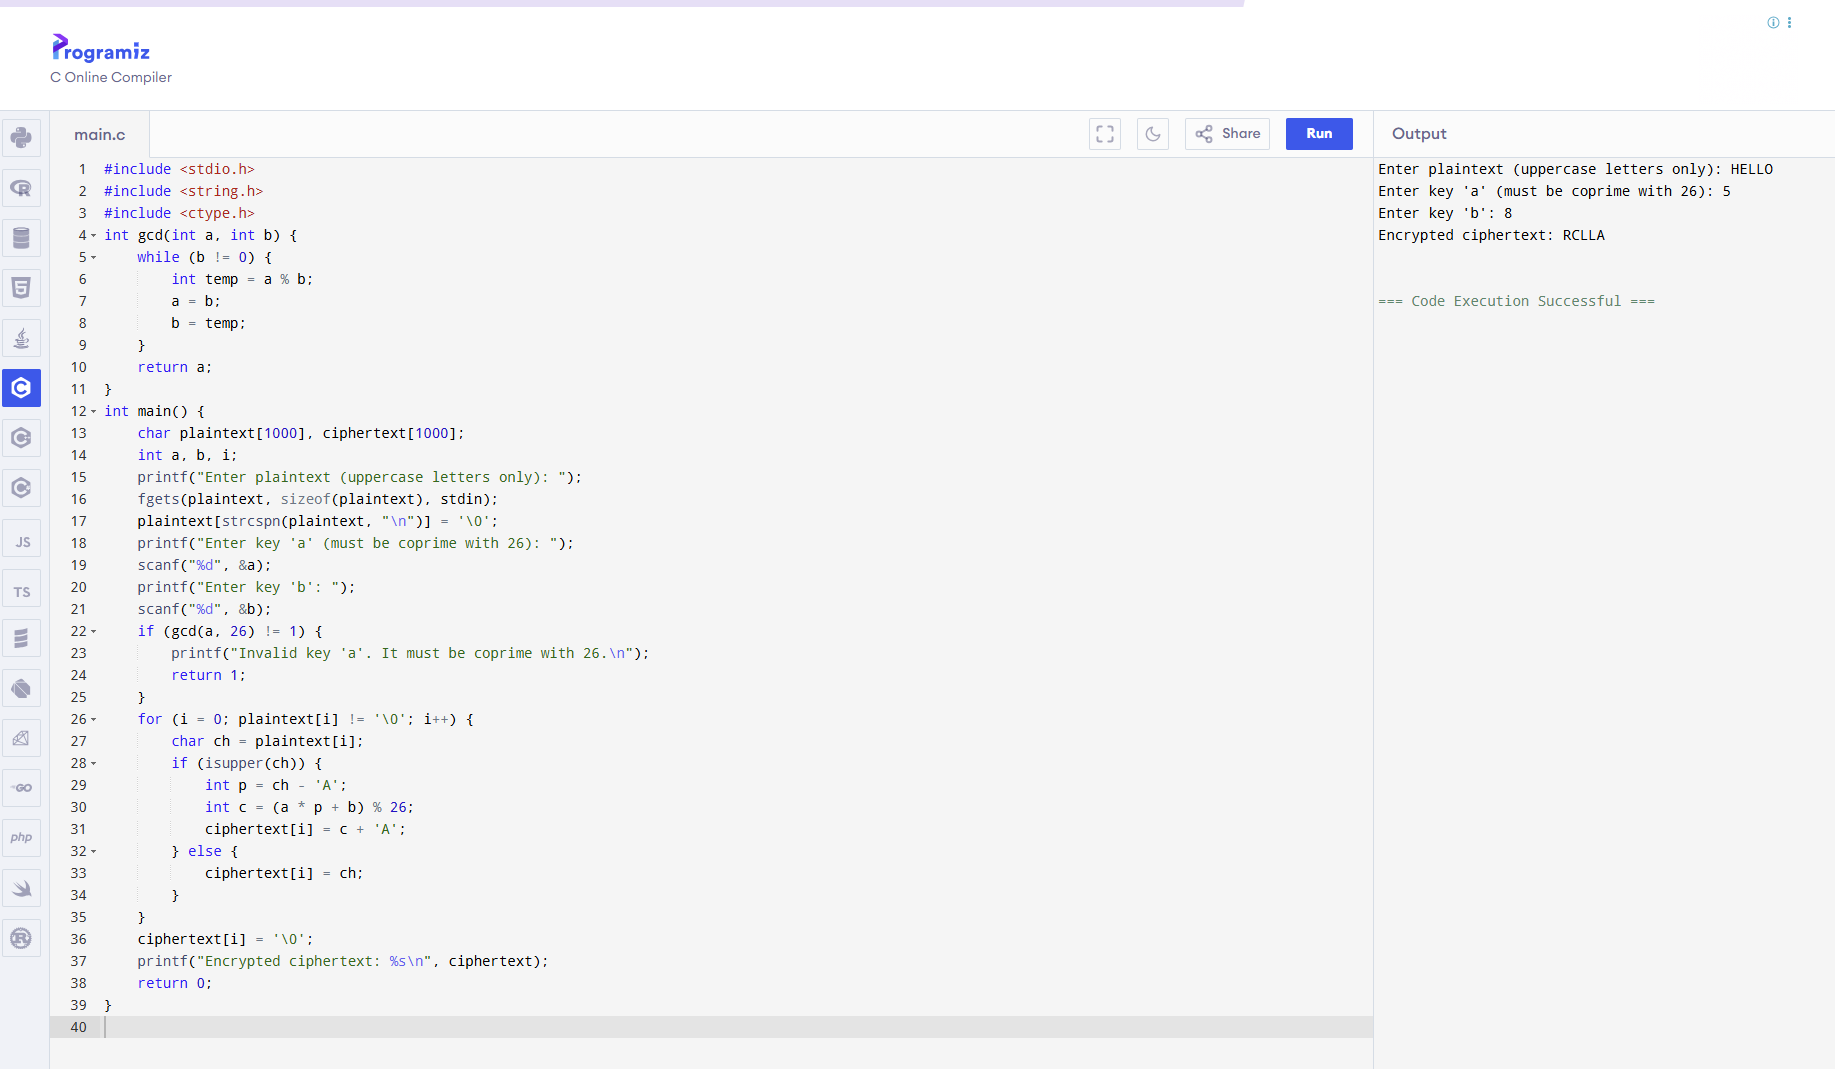 Programiz
C Online Compiler
main.c
Share
Run
Output
1 #include <stdio.h>
2 #include <string.h>
3 #include <ctype.h>
4 int gcd(int a, int b) {
5     while (b != 0) {
6         int temp = a % b;
7         a = b;
8         b = temp;
9     }
10     return a;
11 }
12 int main() {
13     char plaintext[1000], ciphertext[1000];
14     int a, b, i;
15     printf("Enter plaintext (uppercase letters only): ");
16     fgets(plaintext, sizeof(plaintext), stdin);
17     plaintext[strcspn(plaintext, "\n")] = '\0';
18     printf("Enter key 'a' (must be coprime with 26): ");
19     scanf("%d", &a);
20     printf("Enter key 'b': ");
21     scanf("%d", &b);
22     if (gcd(a, 26) != 1) {
23         printf("Invalid key 'a'. It must be coprime with 26.\n");
24         return 1;
25     }
26     for (i = 0; plaintext[i] != '\0'; i++) {
27         char ch = plaintext[i];
28         if (isupper(ch)) {
29             int p = ch - 'A';
30             int c = (a * p + b) % 26;
31             ciphertext[i] = c + 'A';
32         } else {
33             ciphertext[i] = ch;
34         }
35     }
36     ciphertext[i] = '\0';
37     printf("Encrypted ciphertext: %s\n", ciphertext);
38     return 0;
39 }
40
Enter plaintext (uppercase letters only): HELLO
Enter key 'a' (must be coprime with 26): 5
Enter key 'b': 8
Encrypted ciphertext: RCLLA
=== Code Execution Successful ===
R
5
C
C
C
JS
TS
GO
php
R